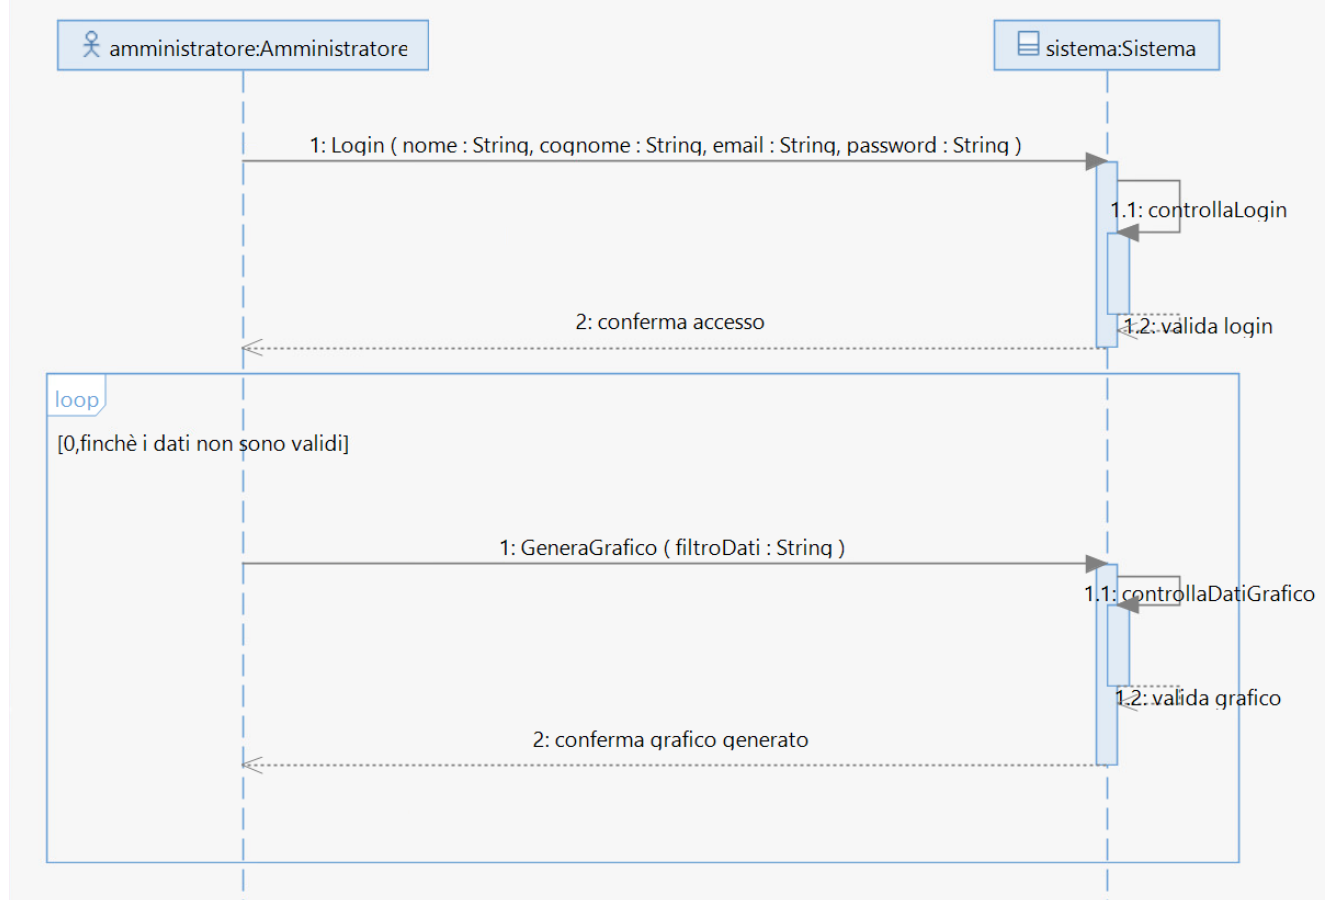 amministratore:Amministratore
sistema:Sistema
1: Login ( nome : String, cognome : String, email : String, password : String )
1.1: controllaLogin
2: conferma accesso
1.2: valida login
loop
[0,finchè i dati non sono validi]
1: GeneraGrafico ( filtroDati : String )
1.1: controllaDatiGrafico
1.2: valida grafico
2: conferma grafico generato